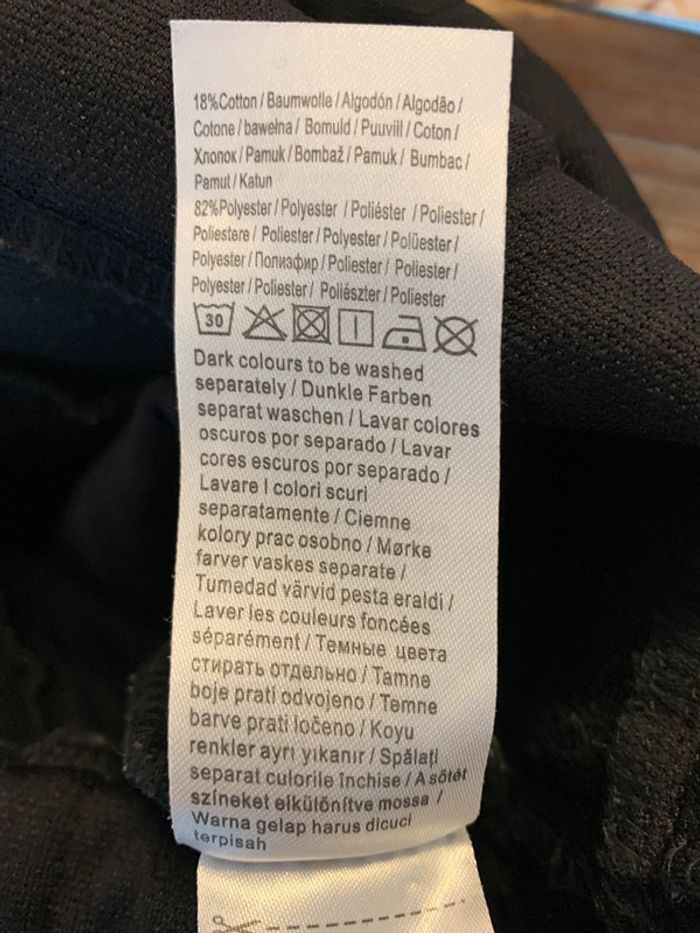 18%Cotton / Baumwolle / Algodón / Algodão /
Cotone / bawełna / Bomuld / Puuvill / Coton /
Хлопок / Pamuk / Bombaž / Pamuk / Bumbac /
Pamut / Katun
82%Polyester / Polyester / Poliéster / Poliester /
Poliestere / Poliester / Polyester / Polüester /
Polyester / Полиэфир / Poliester / Poliester /
Polyester / Poliester / Poliészter / Poliester
30
Dark colours to be washed
separately / Dunkle Farben
separat waschen / Lavar colores
oscuros por separado / Lavar
cores escuros por separado /
Lavare I colori scuri
separatamente / Ciemne
kolory prac osobno / Mørke
farver vaskes separate /
Tumedad värvid pesta eraldi /
Laver les couleurs foncées
séparément / Темные цвета
стирать отдельно / Tamne
boje prati odvojeno / Temne
barve prati ločeno / Koyu
renkler ayrı yıkanır / Spălați
separat culorile închise / A sötét
színeket elkülönítve mossa /
Warna gelap harus dicuci
terpisah